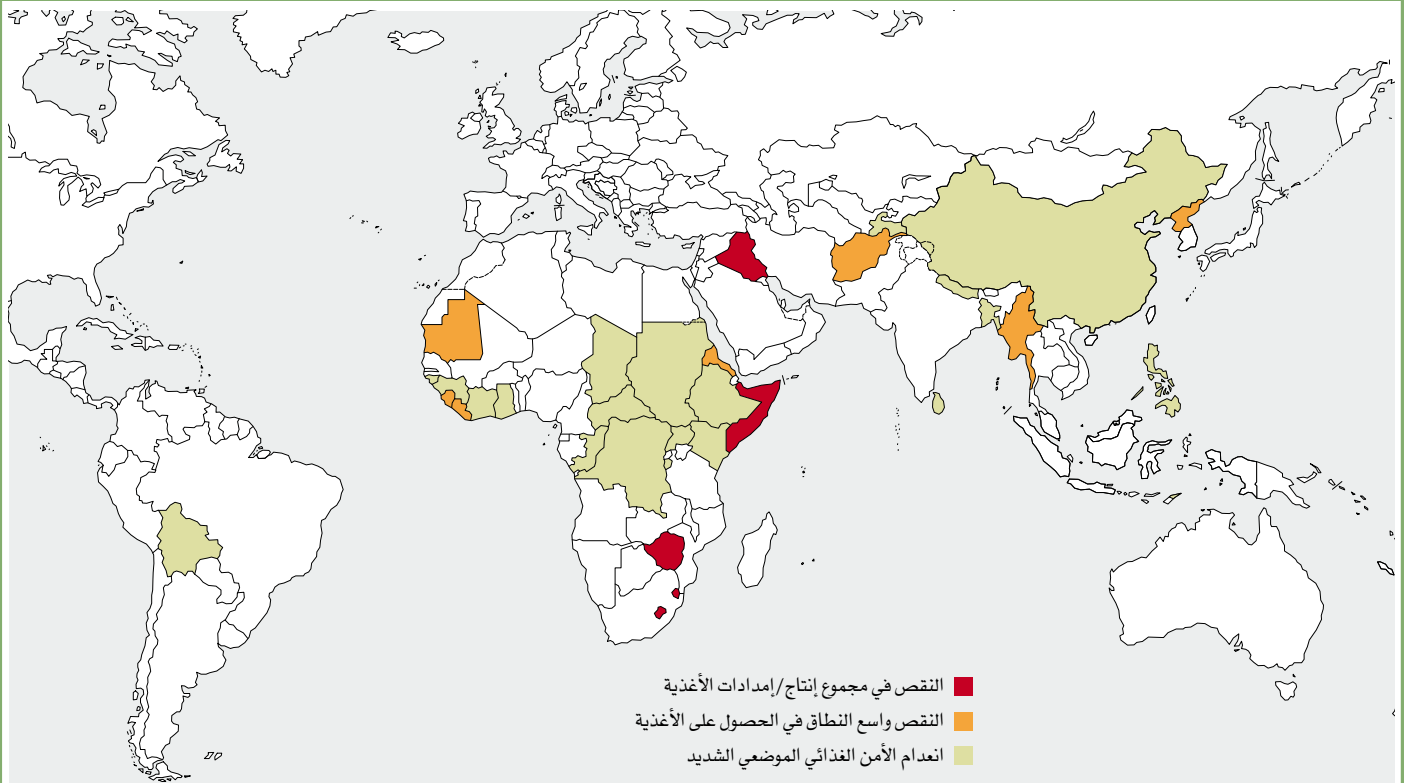 النقص في مجموع إنتاج/إمدادات الأغذية
النقص واسع النطاق في الحصول على الأغذية
انعدام الأمن الغذائي الموضعي الشديد